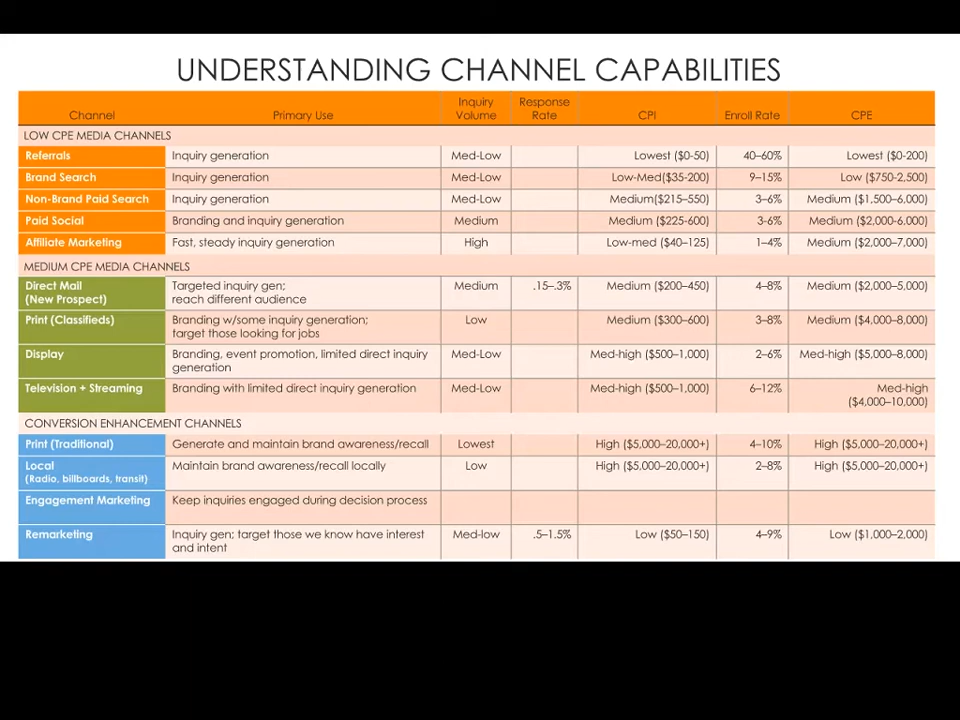 UNDERSTANDING CHANNEL CAPABILITIES
Channel Primary Use Inquiry Volume Response Rate CPI Enroll Rate CPE
LOW CPE MEDIA CHANNELS
Referrals Inquiry generation Med-Low Lowest ($0-50) 40–60% Lowest ($0-200)
Brand Search Inquiry generation Med-Low Low-Med($35-200) 9–15% Low ($750-2,500)
Non-Brand Paid Search Inquiry generation Med-Low Medium($215–550) 3–6% Medium ($1,500–6,000)
Paid Social Branding and inquiry generation Medium Medium ($225-600) 3-6% Medium ($2,000-6.000)
Affiliate Marketing Fast, steady inquiry generation High Low-med ($40–125) 1–4% Medium ($2,000–7,000)
MEDIUM CPE MEDIA CHANNELS
Direct Mail Targeted inquiry gen; Medium .15–.3% Medium ($200–450) 4–8% Medium ($2,000–5,000)
(New Prospect) reach different audience
Print (Classifieds) Branding w/some inquiry generation; Low Medium ($300–600) 3–8% Medium ($4,000–8,000)
target those looking for jobs
Display Branding, event promotion, limited direct inquiry Med-Low Med-high ($500–1,000) 2–6% Med-high ($5,000–8,000)
generation
Television + Streaming Branding with limited direct inquiry generation Med-Low Med-high ($500–1,000) 6–12% Med-high
($4,000–10,000)
CONVERSION ENHANCEMENT CHANNELS
Print (Traditional) Generate and maintain brand awareness/recall Lowest High ($5,000–20,000+) 4–10% High ($5,000–20,000+)
Local Maintain brand awareness/recall locally Low High ($5,000–20,000+) 2–8% High ($5,000–20,000+)
(Radio, billboards, transit)
Engagement Marketing Keep inquiries engaged during decision process
Remarketing Inquiry gen; target those we know have interest Med-low .5–1.5% Low ($50–150) 4–9% Low ($1,000–2,000)
and intent